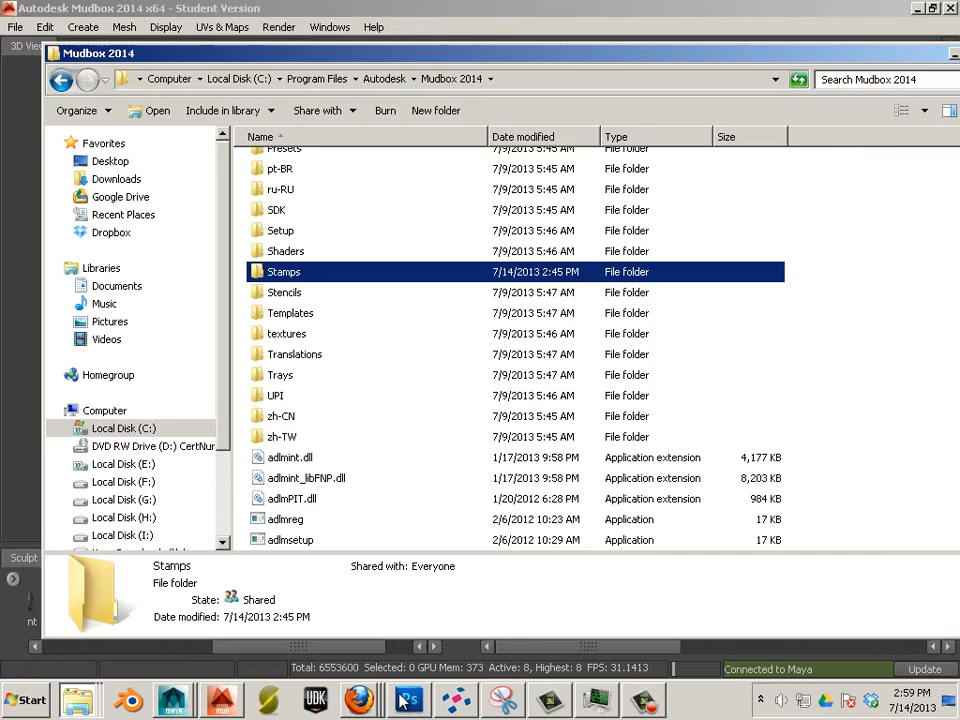 Autodesk Mudbox 2014 x64 - Student Version
File Edit Create Mesh Display UVs & Maps Render Windows Help
3D View
Mudbox 2014
Computer Local Disk (C:) Program Files Autodesk Mudbox 2014 Search Mudbox 2014
Organize Open Include in library Share with Burn New folder
Name Date modified Type Size
Favorites
Desktop
Downloads
Google Drive
Recent Places
Dropbox
Libraries
Documents
Music
Pictures
Videos
Homegroup
Computer
Local Disk (C:)
DVD RW Drive (D:) CertNur
Local Disk (E:)
Local Disk (F:)
Local Disk (G:)
Local Disk (H:)
Local Disk (I:)
Presets 7/9/2013 5:45 AM File folder
pt-BR 7/9/2013 5:45 AM File folder
ru-RU 7/9/2013 5:45 AM File folder
SDK 7/9/2013 5:45 AM File folder
Setup 7/9/2013 5:46 AM File folder
Shaders 7/9/2013 5:46 AM File folder
Stamps 7/14/2013 2:45 PM File folder
Stencils 7/9/2013 5:47 AM File folder
Templates 7/9/2013 5:47 AM File folder
textures 7/9/2013 5:46 AM File folder
Translations 7/9/2013 5:47 AM File folder
Trays 7/9/2013 5:45 AM File folder
UPI 7/9/2013 5:46 AM File folder
zh-CN 7/9/2013 5:45 AM File folder
zh-TW 7/9/2013 5:45 AM File folder
adlmint.dll 1/17/2013 9:58 PM Application extension 4,177 KB
adlmint_libFNP.dll 1/17/2013 9:58 PM Application extension 8,203 KB
adlmPIT.dll 1/20/2012 6:28 PM Application extension 984 KB
adlmreg 2/6/2012 10:23 AM Application 17 KB
adlmsetup 2/6/2012 10:29 AM Application 17 KB
Sculpt
nt
Stamps Shared with: Everyone
File folder
State: Shared
Date modified: 7/14/2013 2:45 PM
Total: 6553600 Selected: 0 GPU Mem: 373 Active: 8, Highest: 8 FPS: 31.1413 Connected to Maya Update
Start
MAYA
MUD
UDK
Ps
2:59 PM
7/14/2013